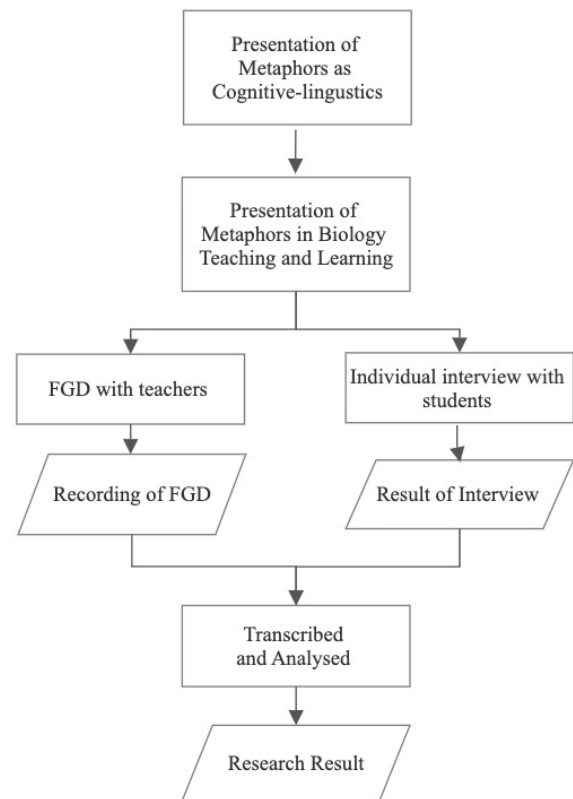 Presentation of
Metaphors as
Cognitive-lingustics
Presentation of
Metaphors in Biology
Teaching and Learning
FGD with teachers
Individual interview with
students
Recording of FGD
Result of Interview
Transcribed
and Analysed
Research Result